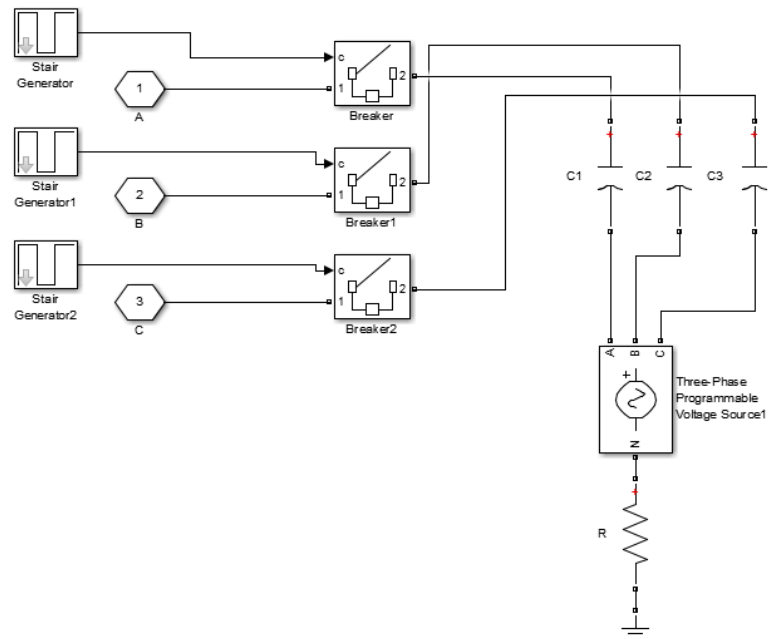 Stair
Generator
1
A
c
1
2
Breaker
Stair
Generator1
2
B
c
1
2
Breaker1
Stair
Generator2
3
C
c
1
2
Breaker2
C1
C2
C3
A
B
C
+
N
Three-Phase
Programmable
Voltage Source1
+
+
+
+
R